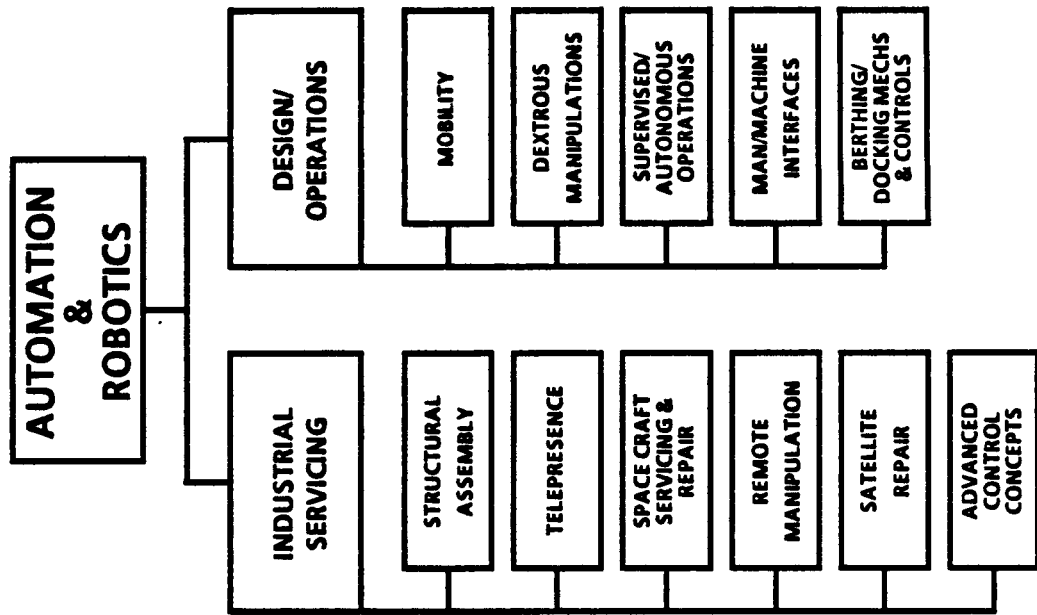 AUTOMATION
&
ROBOTICS
INDUSTRIAL
SERVICING
STRUCTURAL
ASSEMBLY
TELEPRESENCE
SPACE CRAFT
SERVICING &
REPAIR
REMOTE
MANIPULATION
SATELLITE
REPAIR
ADVANCED
CONTROL
CONCEPTS
DESIGN/
OPERATIONS
MOBILITY
DEXTROUS
MANIPULATIONS
SUPERVISED/
AUTONOMOUS
OPERATIONS
MAN/MACHINE
INTERFACES
BERTHING/
DOCKING MECHS
& CONTROLS